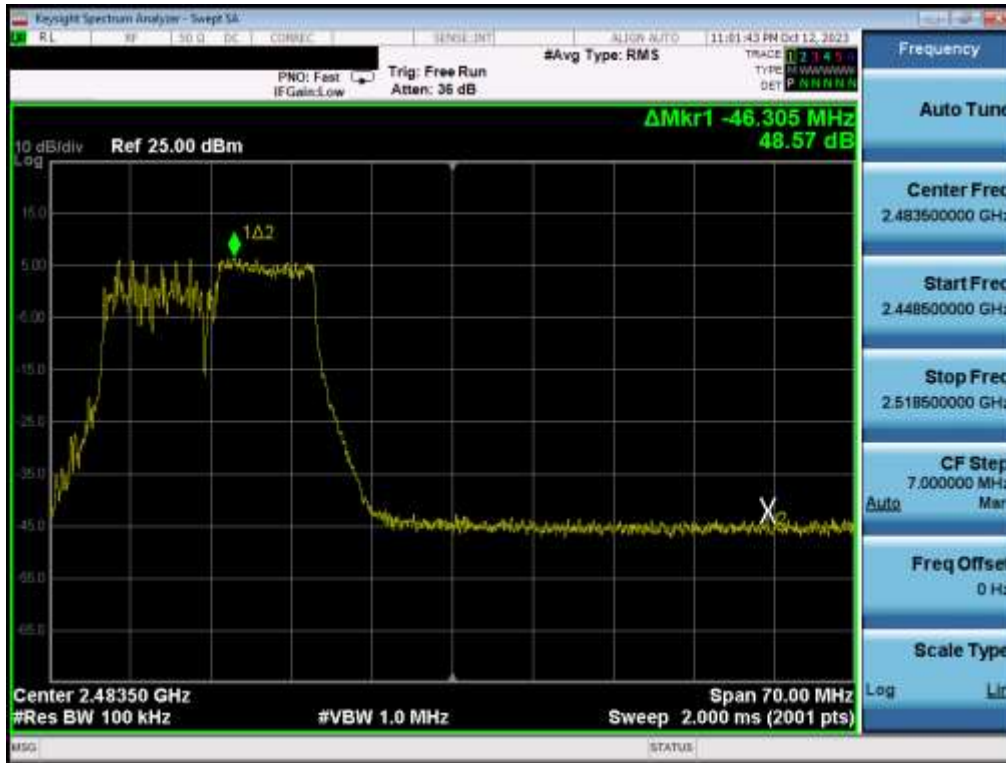 Keysight Spectrum Analyzer - Swept SA
RL RF 50 Ω DC CORREC SENSE:INT ALIGN AUTO 11:01:43 PM Oct 12, 2023
#Avg Type: RMS
TRACE 1 2 3 4 5 6
PNO: Fast Trig: Free Run
TYPE M WWWWW
IFGain:Low Atten: 36 dB
DET P N N N N N
ΔMkr1 -46.305 MHz
48.57 dB
10 dB/div Ref 25.00 dBm
Log
15.0
1Δ2
5.00
-5.00
-15.0
-25.0
-35.0
-45.0
-55.0
-65.0
X2
Center 2.48350 GHz Span 70.00 MHz
#Res BW 100 kHz #VBW 1.0 MHz Sweep 2.000 ms (2001 pts)
MSG STATUS
Frequency
Auto Tune
Center Freq
2.483500000 GHz
Start Freq
2.448500000 GHz
Stop Freq
2.518500000 GHz
CF Step
7.000000 MHz
Auto Man
Freq Offset
0 Hz
Scale Type
Log Lin